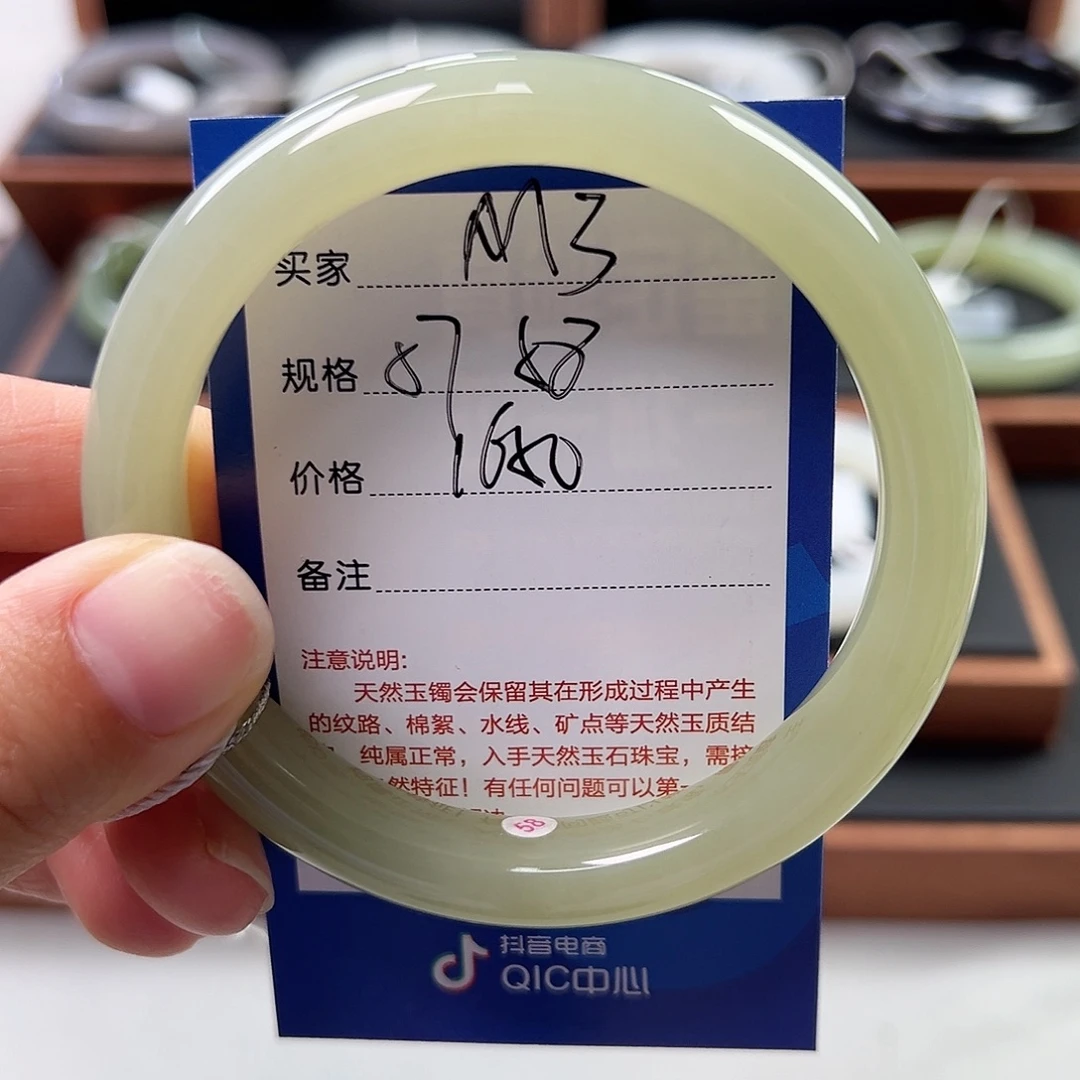 买家 M3
规格
价格
备注
注意说明:
天然玉镯会保留其在形成过程中产生
的纹路、棉絮、水线、矿点等天然玉质结
纯属正常，入手天然玉石珠宝，需
然特征！有任何问题可以第一
58
抖音电商
QIC中心